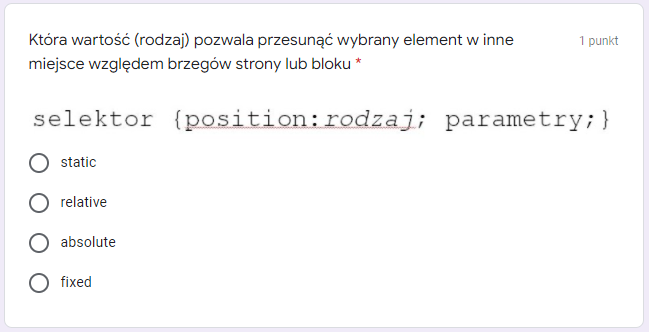 Która wartość (rodzaj) pozwala przesunąć wybrany element w inne
1 punkt
miejsce względem brzegów strony lub bloku *
selektor {position:rodzaj; parametry;}
static
relative
absolute
fixed